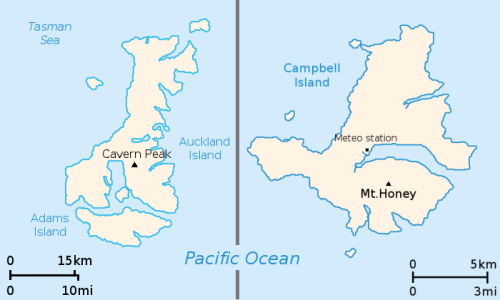 Tasman
Sea
Campbell
Island
Auckland
Island
Meteo station
Cavern Peak
Mt.Honey
Adams
Island
Pacific Ocean
0 15km
0 10mi
0 5km
0 3mi